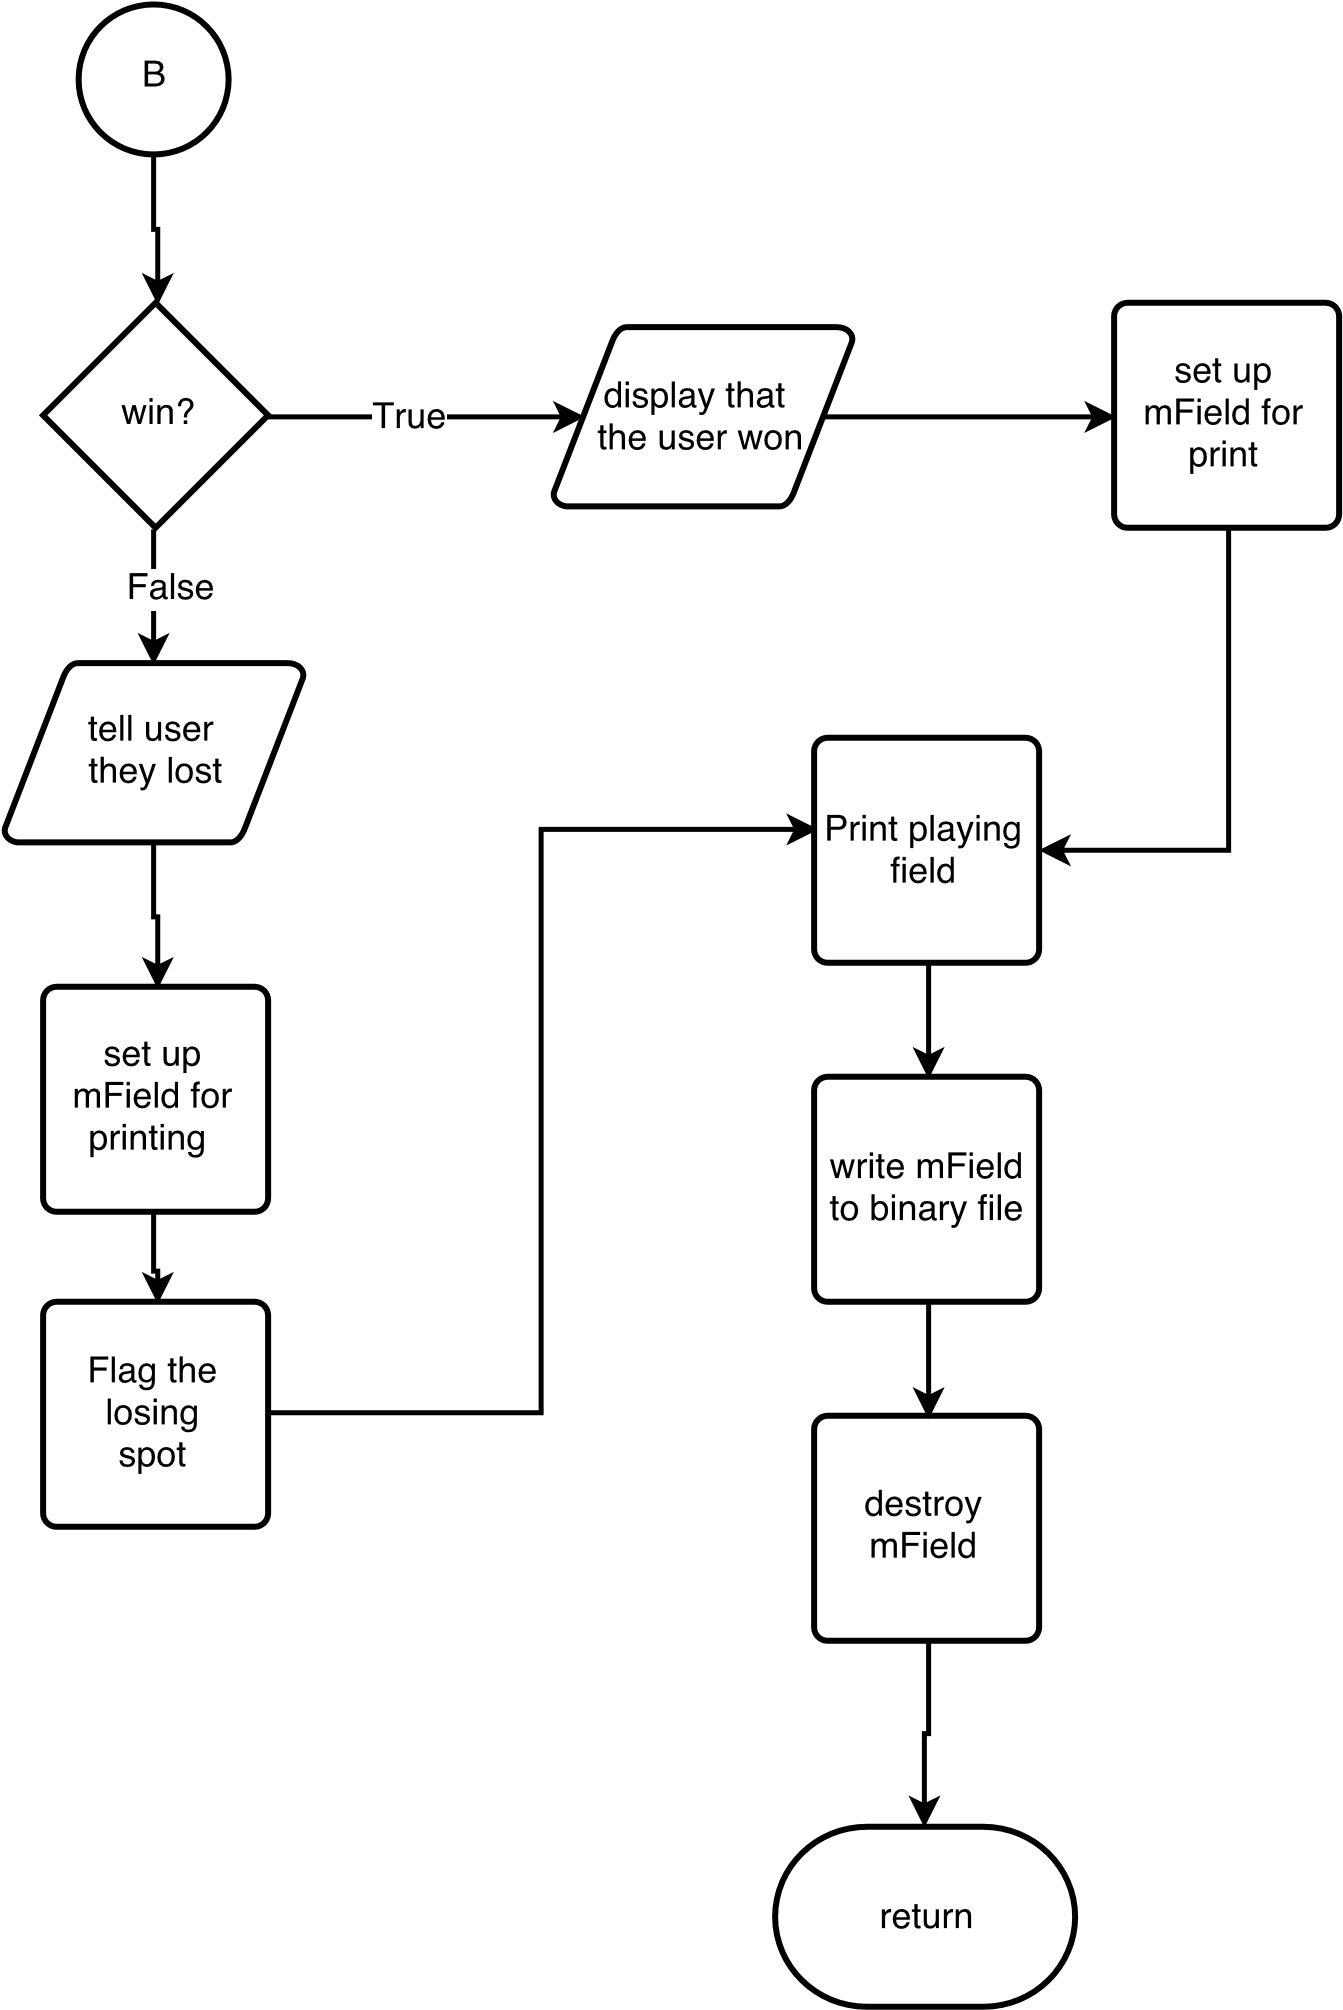 B
win?
True
display that
the user won
set up
mField for
print
False
tell user
they lost
Print playing
field
set up
mField for
printing
write mField
to binary file
Flag the
losing
spot
destroy
mField
return